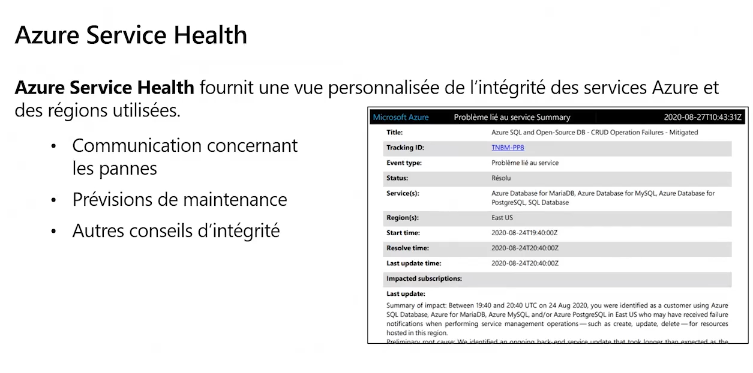 Azure Service Health
Azure Service Health fournit une vue personnalisée de l'intégrité des services Azure et
des régions utilisées.
• Communication concernant
les pannes
• Prévisions de maintenance
• Autres conseils d'intégrité
Microsoft Azure Problème lié au service Summary 2020-08-27T10:43:31Z
Title: Azure SQL and Open-Source DB - CRUD Operation Failures - Mitigated
Tracking ID: TNBM-PP8
Event type: Problème lié au service
Status: Résolu
Service(s): Azure Database for MariaDB, Azure Database for MySQL, Azure Database for
PostgreSQL, SQL Database
Region(s): East US
Start time: 2020-08-24T19:40:00Z
Resolve time: 2020-08-24T20:40:00Z
Last update time: 2020-08-24T20:40:00Z
Impacted subscriptions:
Last update:
Summary of impact: Between 19:40 and 20:40 UTC on 24 Aug 2020, you were identified as a customer using Azure
SQL Database, Azure for MariaDB, Azure MySQL, and/or Azure PostgreSQL in East US who may have received failure
notifications when performing service management operations — such as create, update, delete — for resources
hosted in this region.
Preliminary root cause: We identified an ongoing back-end service update that took longer than expected as the